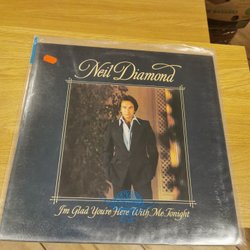 Neil Diamond
I'm Glad You're Here With Me Tonight